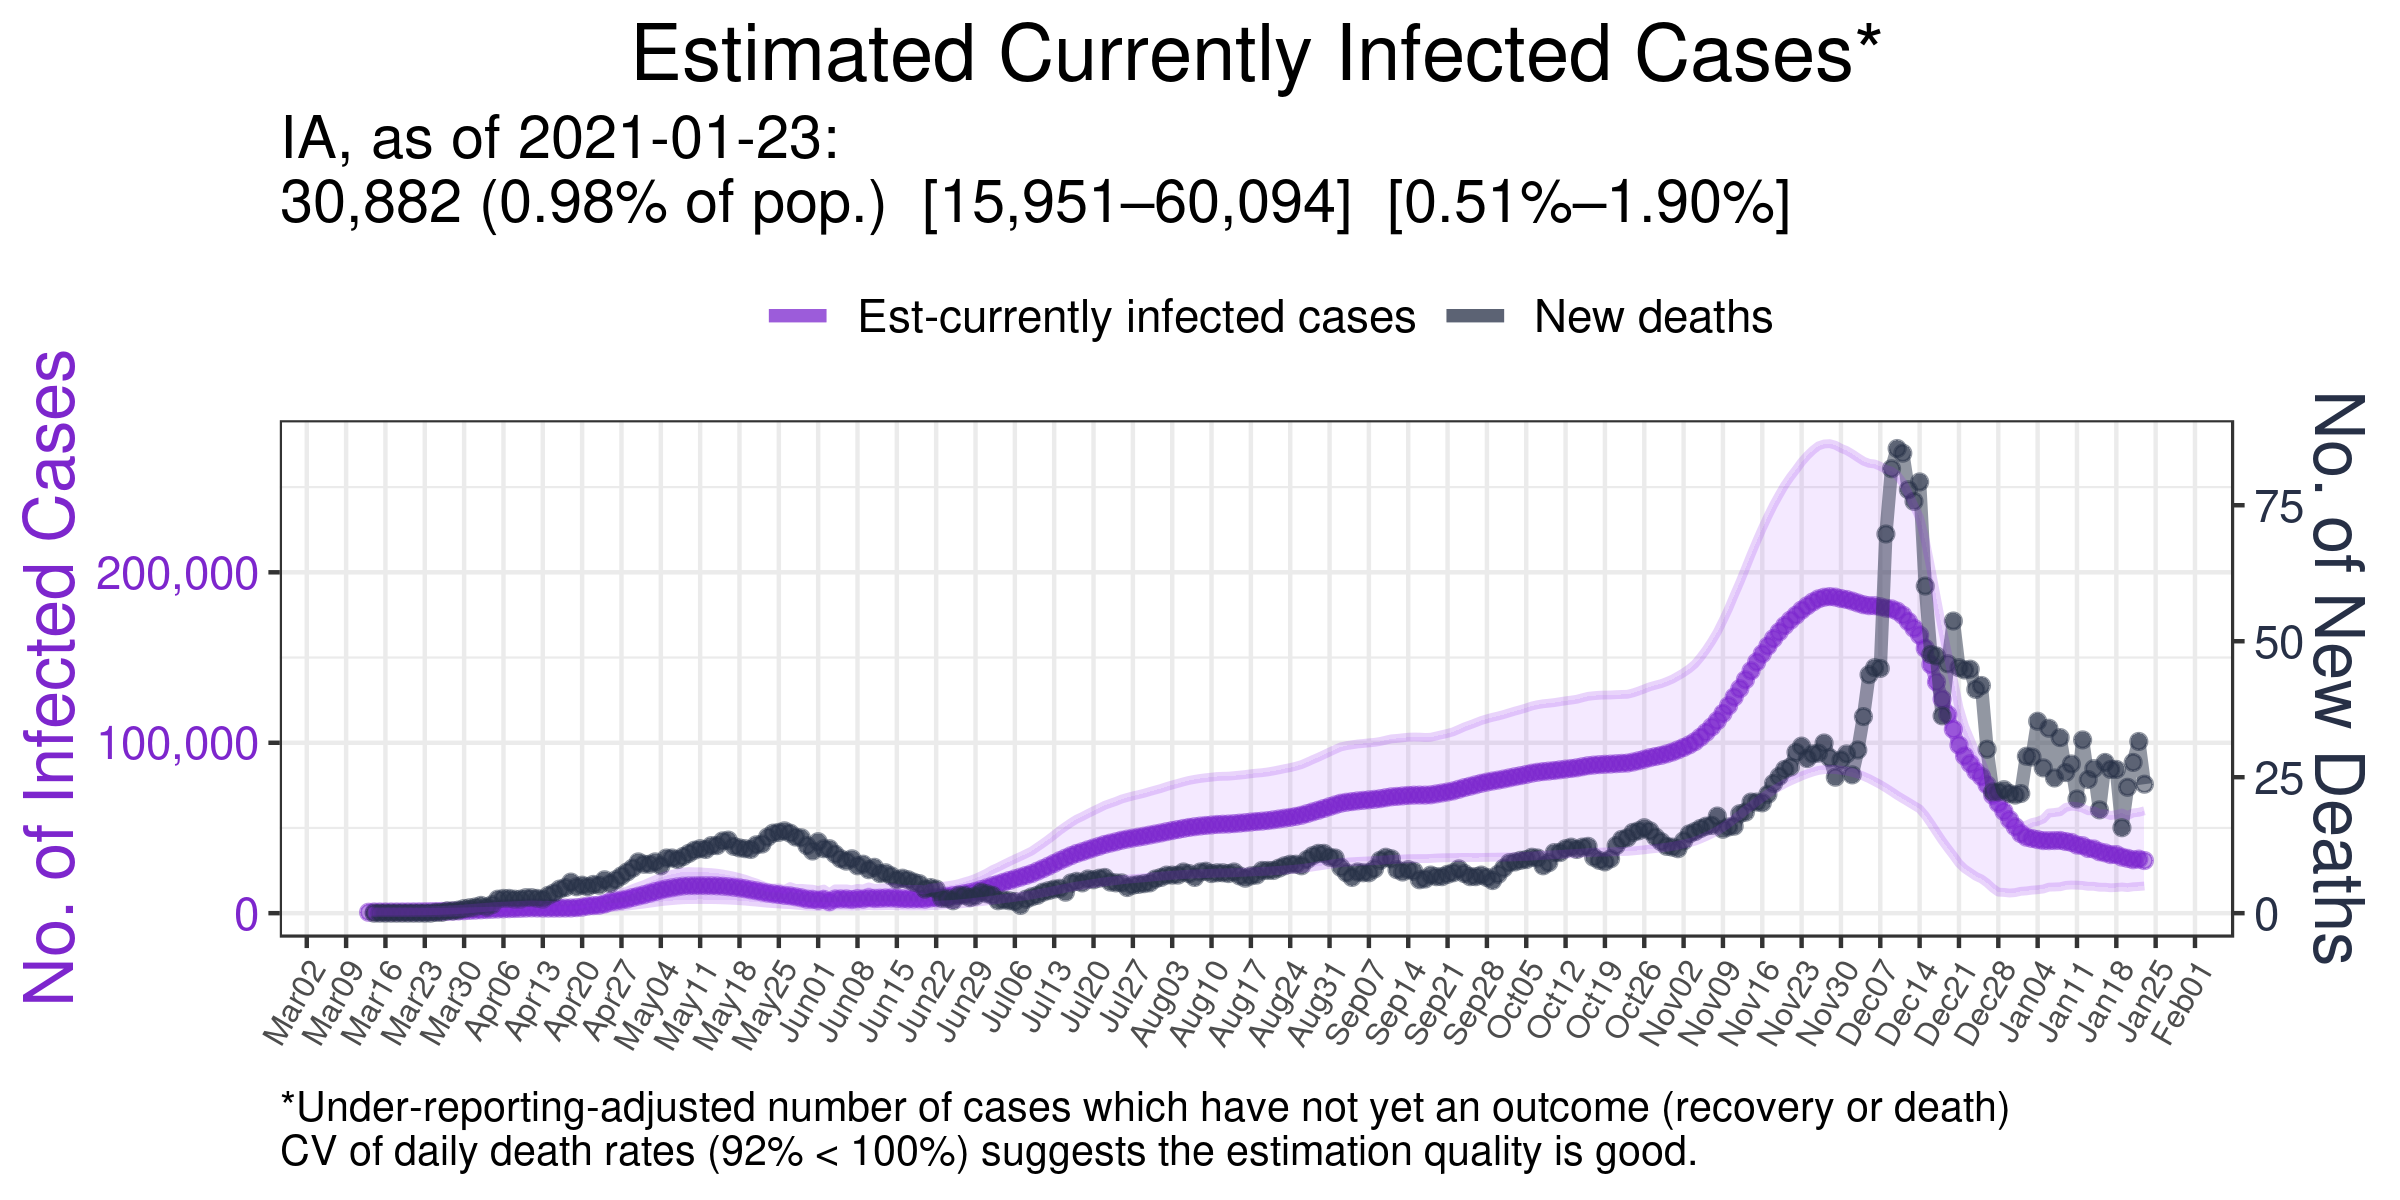 Estimated Currently Infected Cases*
IA, as of 2021-01-23:
30,882 (0.98% of pop.) [15,951–60,094] [0.51%–1.90%]
Est-currently infected cases New deaths
No. of Infected Cases
200,000
100,000
0
75
50
25
0
No. of New Deaths
Mar02 Mar09 Mar16 Mar23 Mar30 Apr06 Apr13 Apr20 Apr27 May04 May11 May18 May25 Jun01 Jun08 Jun15 Jun22 Jun29 Jul06 Jul13 Jul20 Jul27 Aug03 Aug10 Aug17 Aug24 Aug31 Sep07 Sep14 Sep21 Sep28 Oct05 Oct12 Oct19 Oct26 Nov02 Nov09 Nov16 Nov23 Nov30 Dec07 Dec14 Dec21 Dec28 Jan04 Jan11 Jan18 Jan25 Feb01
*Under-reporting-adjusted number of cases which have not yet an outcome (recovery or death)
CV of daily death rates (92% < 100%) suggests the estimation quality is good.